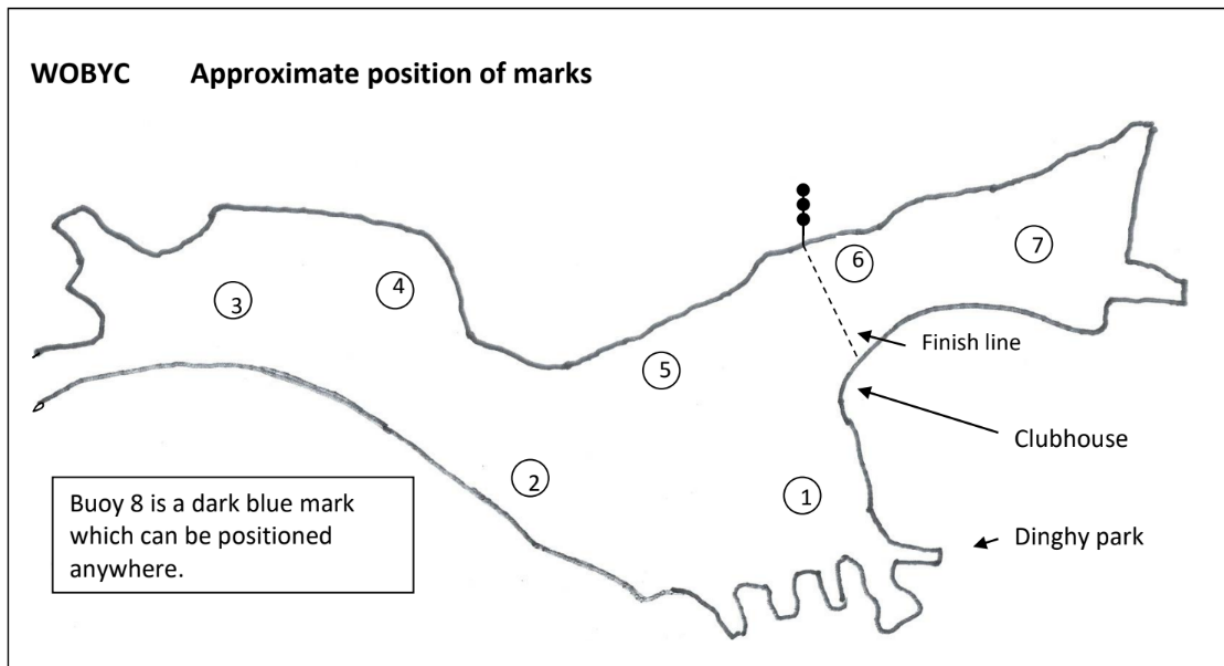 WOBYC Approximate position of marks
6
7
3
4
Finish line
5
Clubhouse
2
1
Buoy 8 is a dark blue mark
which can be positioned
anywhere.
Dinghy park